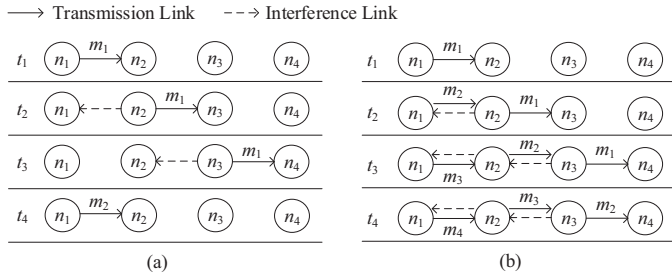 Transmission Link Interference Link
t1 n1 m1 n2 n3 n4
t2 n1 n2 m1 n3 n4
t3 n1 n2 n3 m1 n4
t4 n1 m2 n2 n3 n4
(a)
t1 n1 m1 n2 n3 n4
t2 n1 m2 n2 m1 n3 n4
t3 n1 m3 n2 m2 n3 m1 n4
t4 n1 m4 n2 m3 n3 m2 n4
(b)